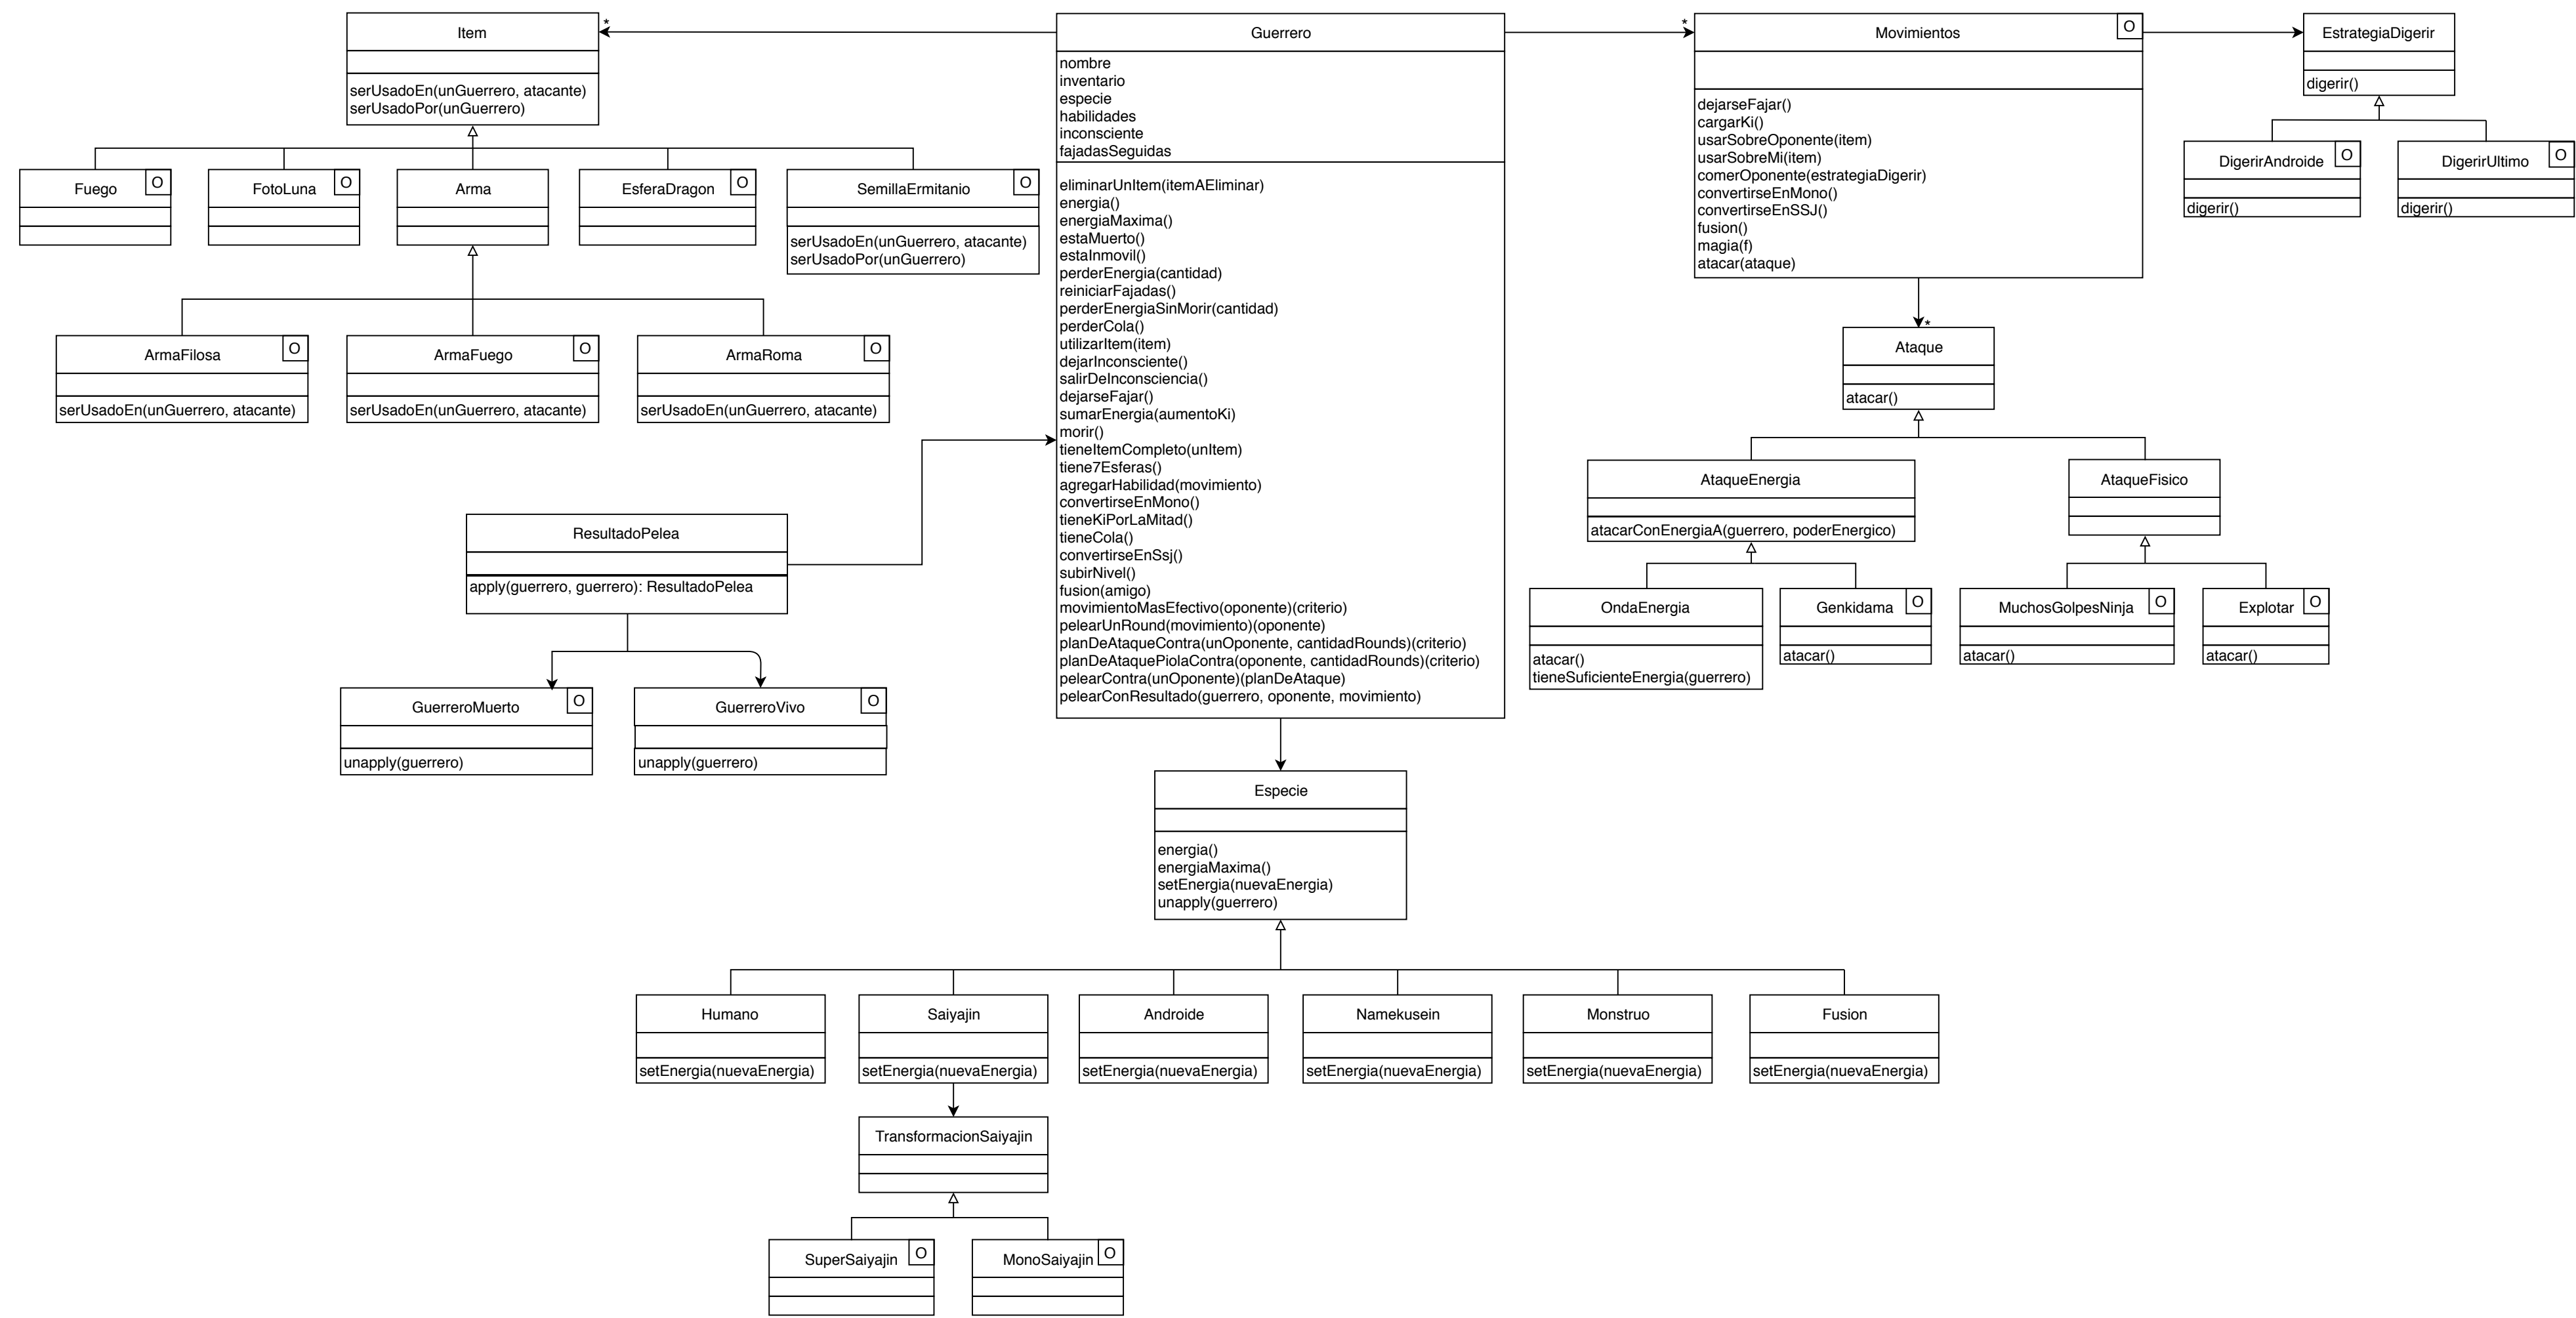 Item
*
serUsadoEn(unGuerrero, atacante)
serUsadoPor(unGuerrero)
Fuego
O
FotoLuna
O
Arma
EsferaDragon
O
SemillaErmitanio
O
serUsadoEn(unGuerrero, atacante)
serUsadoPor(unGuerrero)
ArmaFilosa
O
serUsadoEn(unGuerrero, atacante)
ArmaFuego
O
serUsadoEn(unGuerrero, atacante)
ArmaRoma
O
serUsadoEn(unGuerrero, atacante)
ResultadoPelea
apply(guerrero, guerrero): ResultadoPelea
GuerreroMuerto
O
unapply(guerrero)
GuerreroVivo
O
unapply(guerrero)
Guerrero
nombre
inventario
especie
habilidades
inconsciente
fajadasSeguidas
eliminarUnItem(itemAEliminar)
energia()
energiaMaxima()
estaMuerto()
estaInmovil()
perderEnergia(cantidad)
reiniciarFajadas()
perderEnergiaSinMorir(cantidad)
perderCola()
utilizarItem(item)
dejarInconsciente()
salirDeInconsciencia()
dejarseFajar()
sumarEnergia(aumentoKi)
morir()
tieneItemCompleto(unItem)
tiene7Esferas()
agregarHabilidad(movimiento)
convertirseEnMono()
tieneKiPorLaMitad()
tieneCola()
convertirseEnSsj()
subirNivel()
fusion(amigo)
movimientoMasEfectivo(oponente)(criterio)
pelearUnRound(movimiento)(oponente)
planDeAtaqueContra(unOponente, cantidadRounds)(criterio)
planDeAtaquePiolaContra(oponente, cantidadRounds)(criterio)
pelearContra(unOponente)(planDeAtaque)
pelearConResultado(guerrero, oponente, movimiento)
*
Movimientos
O
dejarseFajar()
cargarKi()
usarSobreOponente(item)
usarSobreMi(item)
comerOponente(estrategiaDigerir)
convertirseEnMono()
convertirseEnSSJ()
fusion()
magia(f)
atacar(ataque)
EstrategiaDigerir
digerir()
DigerirAndroide
O
digerir()
DigerirUltimo
O
digerir()
*
Ataque
atacar()
AtaqueEnergia
atacarConEnergiaA(guerrero, poderEnergico)
AtaqueFisico
OndaEnergia
atacar()
tieneSuficienteEnergia(guerrero)
Genkidama
O
atacar()
MuchosGolpesNinja
O
atacar()
Explotar
O
atacar()
Especie
energia()
energiaMaxima()
setEnergia(nuevaEnergia)
unapply(guerrero)
Humano
setEnergia(nuevaEnergia)
Saiyajin
setEnergia(nuevaEnergia)
Androide
setEnergia(nuevaEnergia)
Namekusein
setEnergia(nuevaEnergia)
Monstruo
setEnergia(nuevaEnergia)
Fusion
setEnergia(nuevaEnergia)
TransformacionSaiyajin
SuperSaiyajin
O
MonoSaiyajin
O